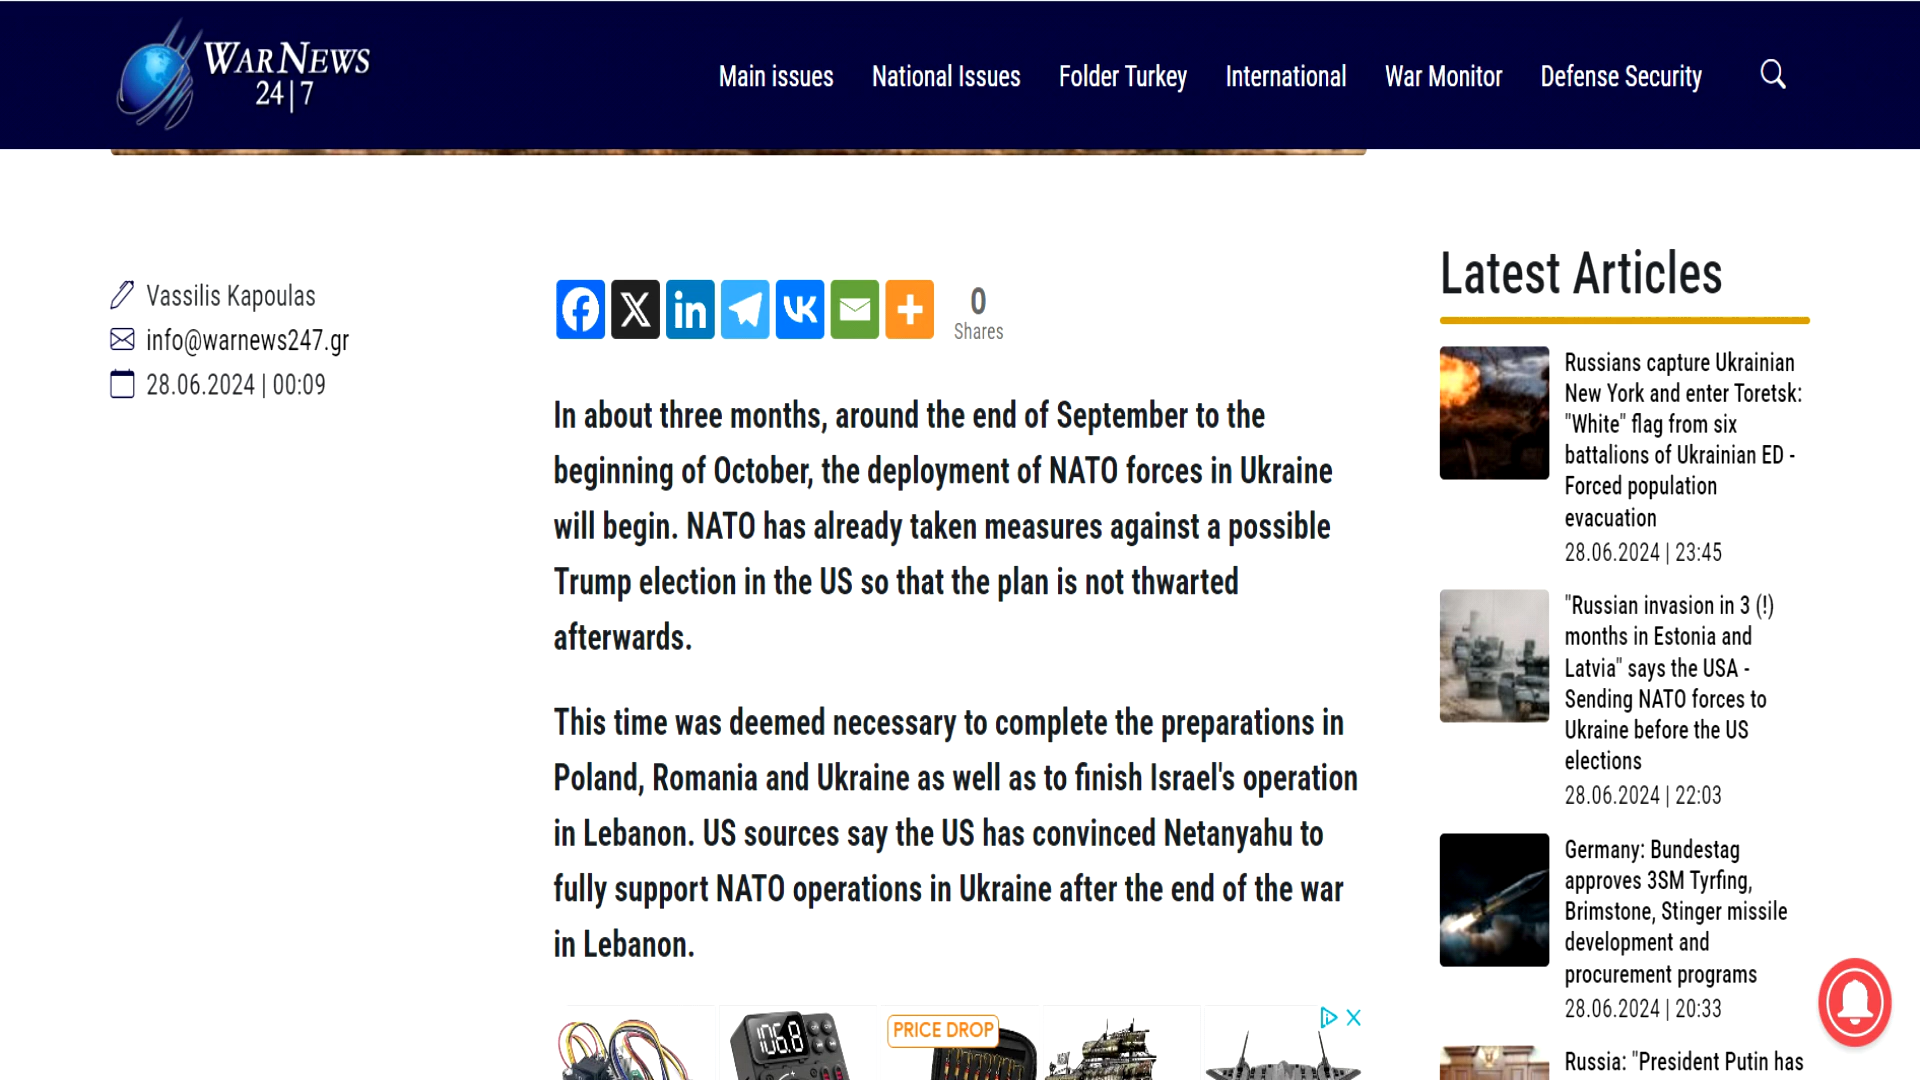 WARNEWS
24|7
Main issues
National Issues
Folder Turkey
International
War Monitor
Defense Security
Vassilis Kapoulas
info@warnews247.gr
28.06.2024 | 00:09
0
Shares
In about three months, around the end of September to the
beginning of October, the deployment of NATO forces in Ukraine
will begin. NATO has already taken measures against a possible
Trump election in the US so that the plan is not thwarted
afterwards.
This time was deemed necessary to complete the preparations in
Poland, Romania and Ukraine as well as to finish Israel's operation
in Lebanon. US sources say the US has convinced Netanyahu to
fully support NATO operations in Ukraine after the end of the war
in Lebanon.
106.8
PRICE DROP
Latest Articles
Russians capture Ukrainian
New York and enter Toretsk:
"White" flag from six
battalions of Ukrainian ED -
Forced population
evacuation
28.06.2024 | 23:45
"Russian invasion in 3 (!)
months in Estonia and
Latvia" says the USA -
Sending NATO forces to
Ukraine before the US
elections
28.06.2024 | 22:03
Germany: Bundestag
approves 3SM Tyrfing,
Brimstone, Stinger missile
development and
procurement programs
28.06.2024 | 20:33
Russia: "President Putin has